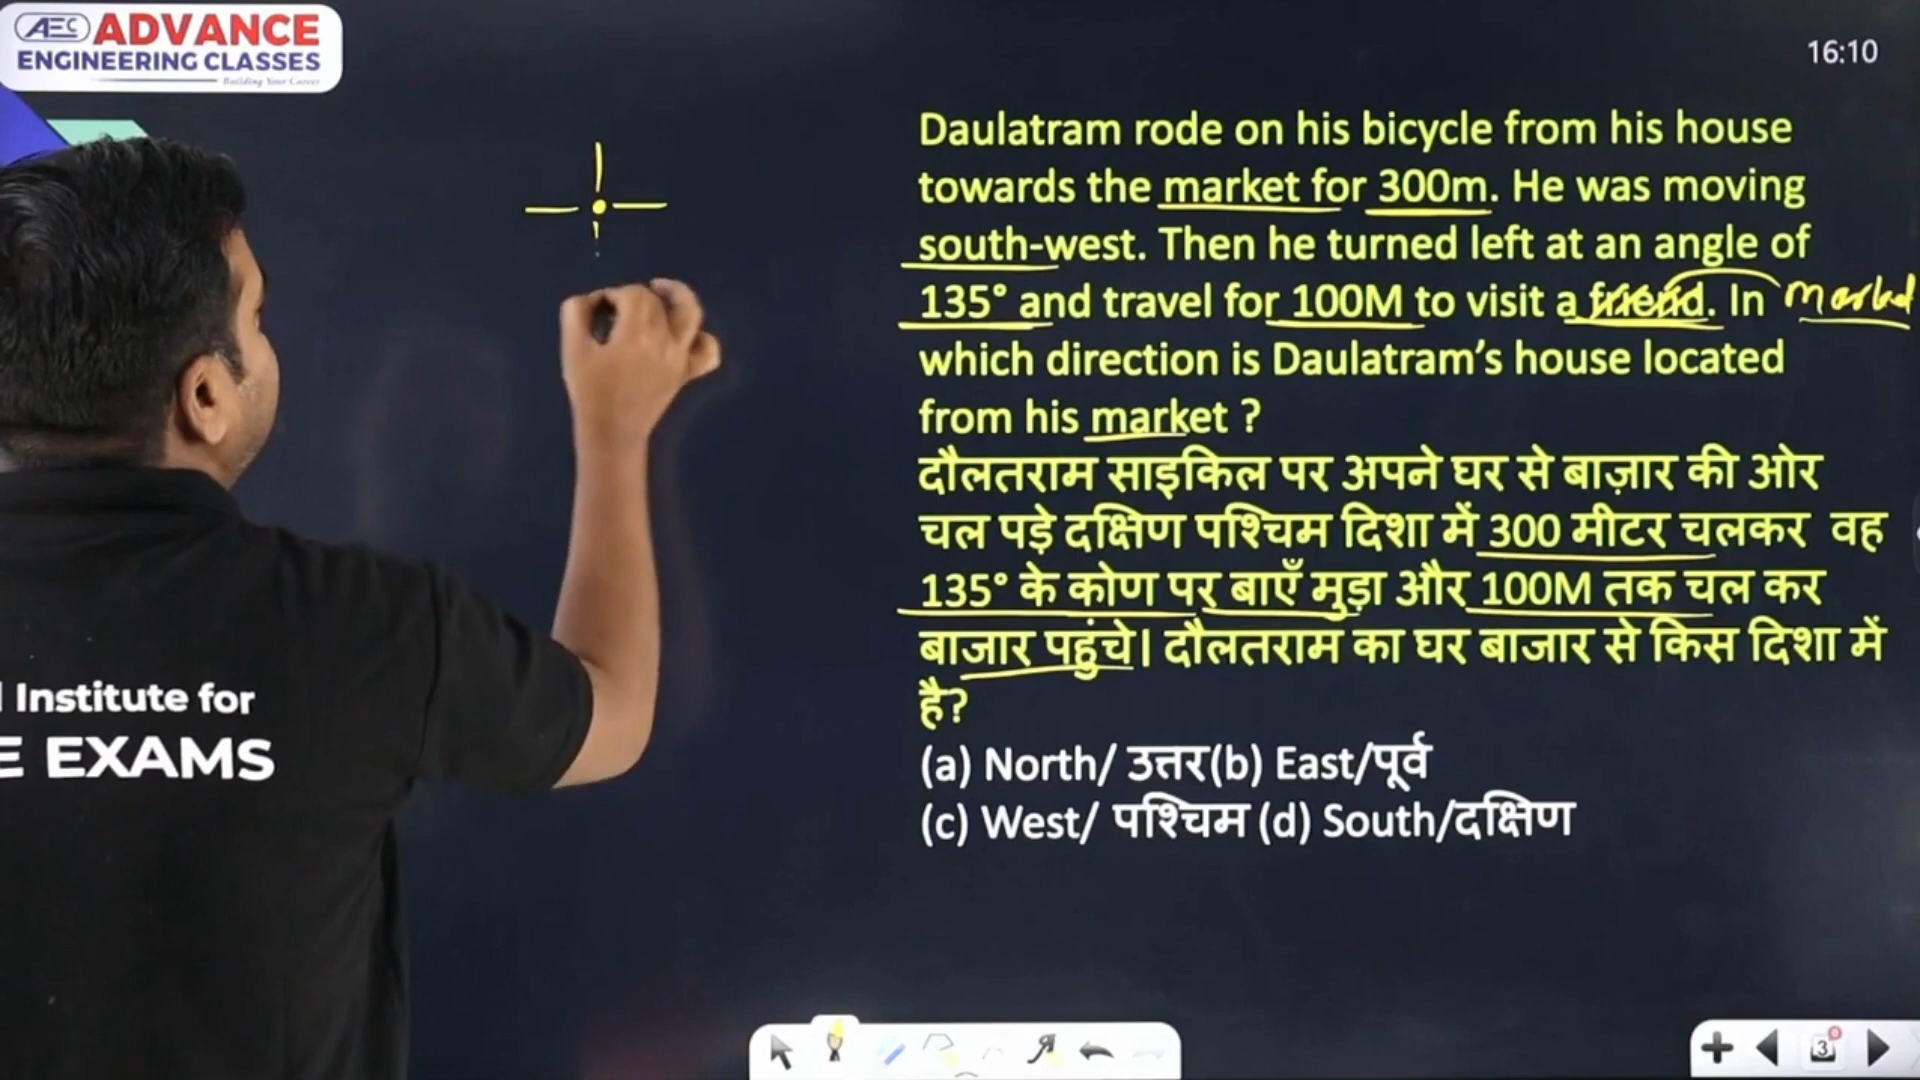 AEC ADVANCE
ENGINEERING CLASSES
Building Your Career
16:10
Daulatram rode on his bicycle from his house
towards the market for 300m. He was moving
south-west. Then he turned left at an angle of
135° and travel for 100M to visit a friend. In market
which direction is Daulatram's house located
from his market ?
दौलतराम साइकिल पर अपने घर से बाज़ार की ओर
चल पड़े दक्षिण पश्चिम दिशा में 300 मीटर चलकर वह
135° के कोण पर बाएँ मुड़ा और 100M तक चल कर
बाजार पहुंचे। दौलतराम का घर बाजार से किस दिशा में
है?
(a) North/ उत्तर(b) East/पूर्व
(c) West/ पश्चिम (d) South/दक्षिण
Institute for
E EXAMS
3